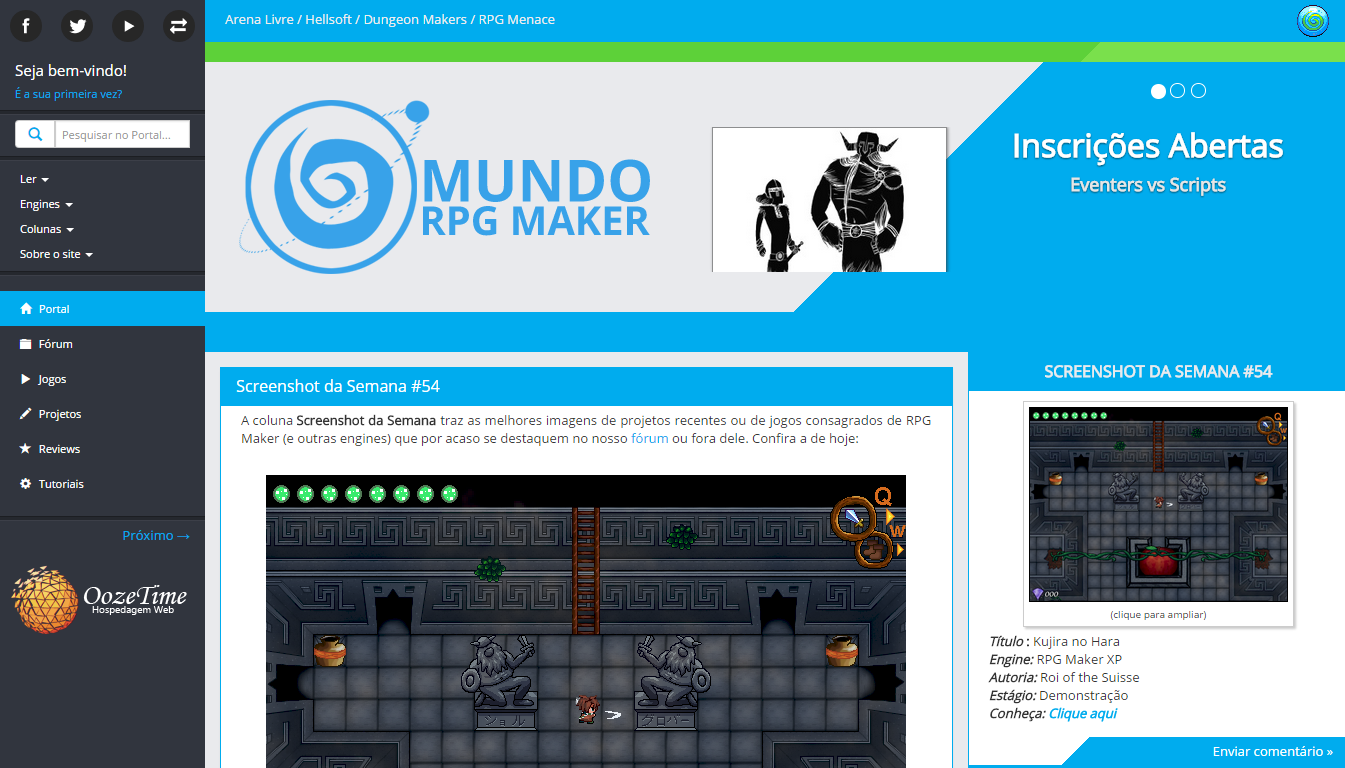 Arena Livre / Hellsoft / Dungeon Makers / RPG Menace
Seja bem-vindo!
É a sua primeira vez?
Pesquisar no Portal...
Ler
Engines
Colunas
Sobre o site
Portal
Fórum
Jogos
Projetos
Reviews
Tutoriais
Próximo →
OozeTime
Hospedagem Web
MUNDO
RPG MAKER
Inscrições Abertas
Eventers vs Scripts
Screenshot da Semana #54
A coluna Screenshot da Semana traz as melhores imagens de projetos recentes ou de jogos consagrados de RPG
Maker (e outras engines) que por acaso se destaquem no nosso fórum ou fora dele. Confira a de hoje:
Q
W
ショル
グロバー
SCREENSHOT DA SEMANA #54
Q
W
000
(clique para ampliar)
Título : Kujira no Hara
Engine: RPG Maker XP
Autoria: Roi of the Suisse
Estágio: Demonstração
Conheça: Clique aqui
Enviar comentário »